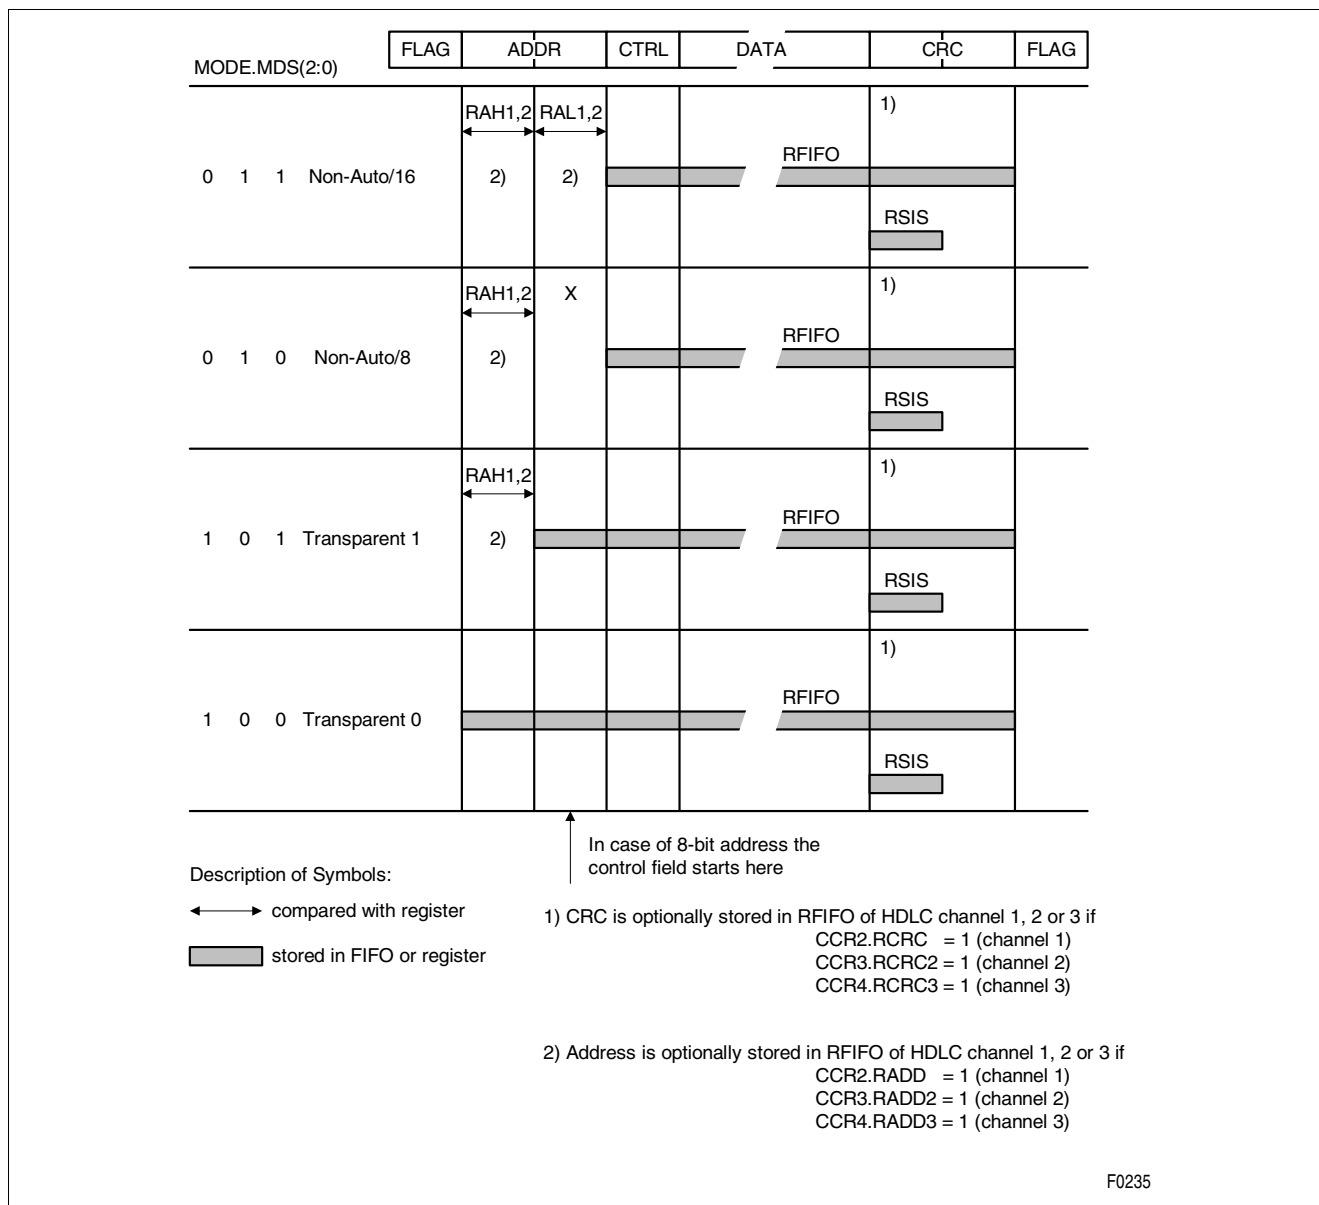 FLAG ADDR CTRL DATA CRC FLAG
MODE.MDS(2:0)
RAH1,2 RAL1,2 1)
RFIFO
0 1 1 Non-Auto/16 2) 2)
RSIS
RAH1,2 X 1)
RFIFO
0 1 0 Non-Auto/8 2)
RSIS
RAH1,2 1)
RFIFO
1 0 1 Transparent 1 2)
RSIS
1)
RFIFO
1 0 0 Transparent 0
RSIS
In case of 8-bit address the
control field starts here
Description of Symbols:
compared with register
stored in FIFO or register
1) CRC is optionally stored in RFIFO of HDLC channel 1, 2 or 3 if
CCR2.RCRC = 1 (channel 1)
CCR3.RCRC2 = 1 (channel 2)
CCR4.RCRC3 = 1 (channel 3)
2) Address is optionally stored in RFIFO of HDLC channel 1, 2 or 3 if
CCR2.RADD = 1 (channel 1)
CCR3.RADD2 = 1 (channel 2)
CCR4.RADD3 = 1 (channel 3)
F0235